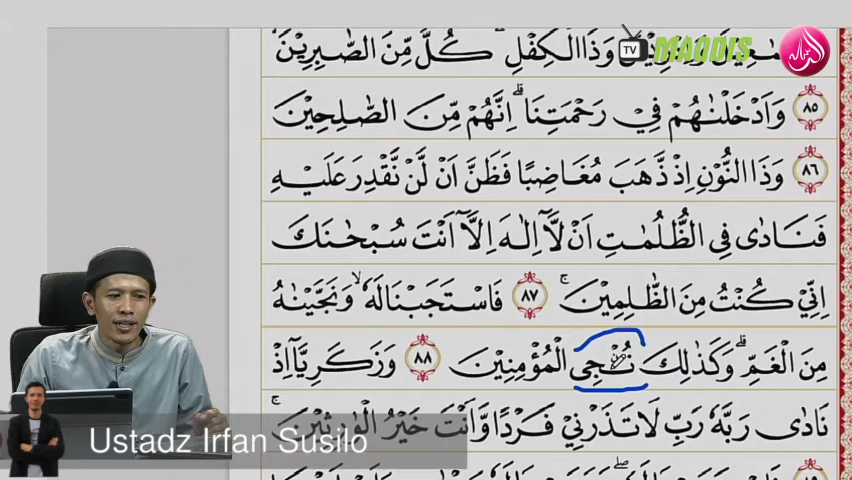 TV MAQDIS
وَذَا الْكِفْلِۗ كُلٌّ مِّنَ الصّٰبِرِيْنَ
٨٥ وَاَدْخَلْنٰهُمْ فِيْ رَحْمَتِنَاۗ اِنَّهُمْ مِّنَ الصّٰلِحِيْنَ
٨٦ وَذَا النُّوْنِ اِذْ ذَّهَبَ مُغَاضِبًا فَظَنَّ اَنْ لَّنْ نَّقْدِرَ عَلَيْهِ
فَنَادٰى فِى الظُّلُمٰتِ اَنْ لَّآ اِلٰهَ اِلَّآ اَنْتَ سُبْحٰنَكَ
اِنِّيْ كُنْتُ مِنَ الظّٰلِمِيْنَ ۚ ٨٧ فَاسْتَجَبْنَا لَهٗۙ وَنَجَّيْنٰهُ
مِنَ الْغَمِّۗ وَكَذٰلِكَ نُـْۨجِى الْمُؤْمِنِيْنَ ٨٨ وَزَكَرِيَّآ اِذْ
نَادٰى رَبَّهٗ رَبِّ لَا تَذَرْنِيْ فَرْدًا وَّاَنْتَ خَيْرُ الْوٰرِثِيْنَ ۚ
Ustadz Irfan Susilo